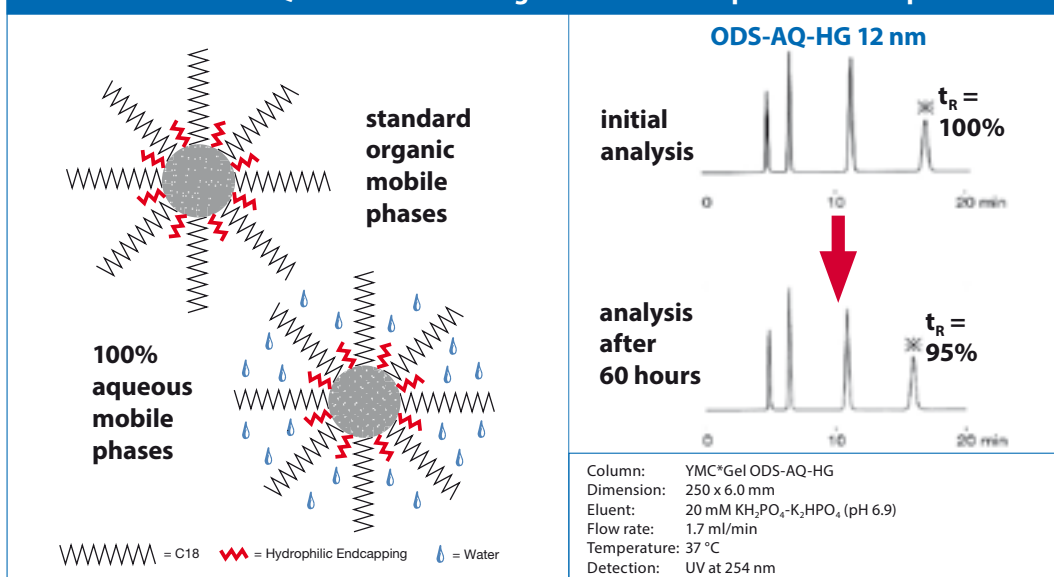 ODS-AQ-HG 12 nm
standard
organic
mobile
phases
100%
aqueous
mobile
phases
= C18
= Hydrophilic Endcapping
= Water
initial
analysis
tR =
100%
0
10
20 min
analysis
after
60 hours
tR =
95%
0
10
20 min
Column: YMC*Gel ODS-AQ-HG
Dimension: 250 x 6.0 mm
Eluent: 20 mM KH₂PO₄-K₂HPO₄ (pH 6.9)
Flow rate: 1.7 ml/min
Temperature: 37 °C
Detection: UV at 254 nm